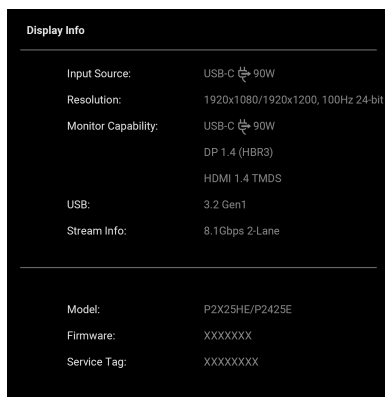 Display Info
Input Source: USB-C 90W
Resolution: 1920x1080/1920x1200, 100Hz 24-bit
Monitor Capability: USB-C 90W
DP 1.4 (HBR3)
HDMI 1.4 TMDS
USB: 3.2 Gen1
Stream Info: 8.1Gbps 2-Lane
Model: P2X25HE/P2425E
Firmware: XXXXXXX
Service Tag: XXXXXXXX